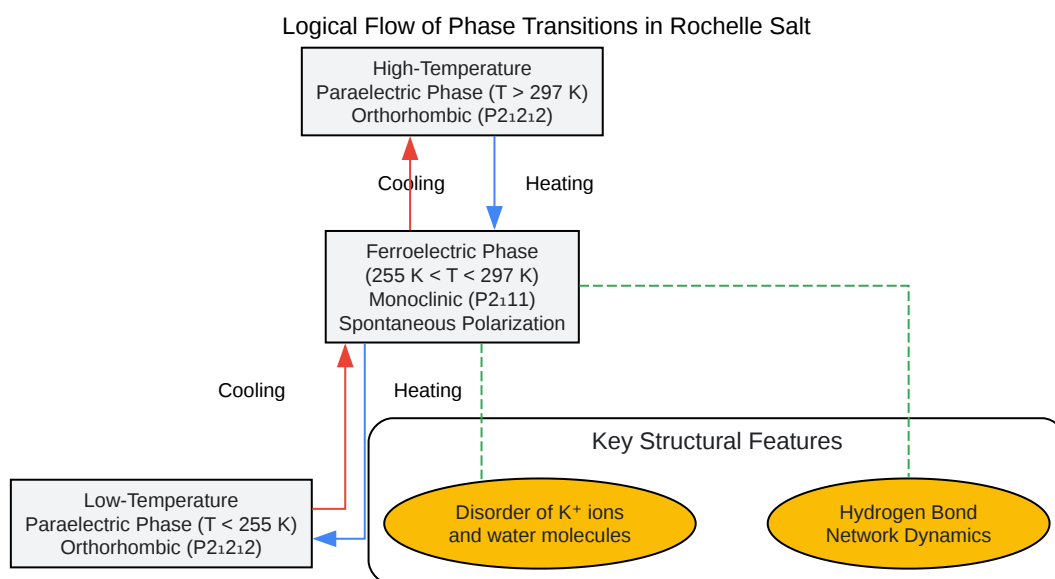 Logical Flow of Phase Transitions in Rochelle Salt
High-Temperature
Paraelectric Phase (T > 297 K)
Orthorhombic (P2₁2₁2)
Cooling
Heating
Ferroelectric Phase
(255 K < T < 297 K)
Monoclinic (P2₁11)
Spontaneous Polarization
Cooling
Heating
Key Structural Features
Low-Temperature
Paraelectric Phase (T < 255 K)
Orthorhombic (P2₁2₁2)
Disorder of K⁺ ions
and water molecules
Hydrogen Bond
Network Dynamics